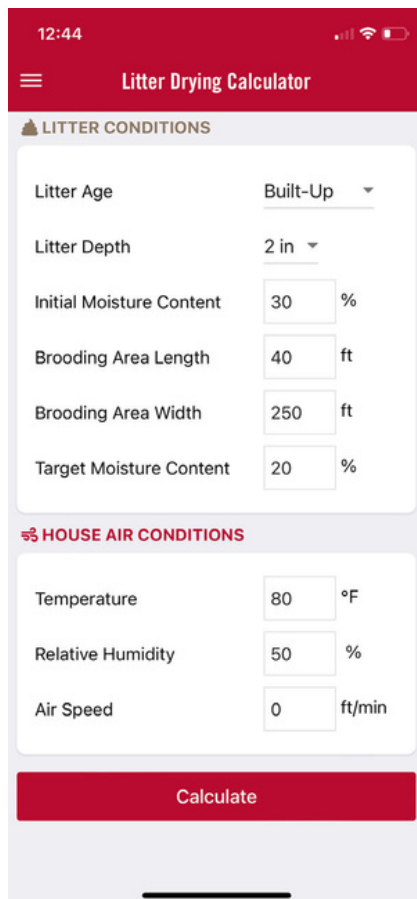 12:44
Litter Drying Calculator
LITTER CONDITIONS
Litter Age Built-Up
Litter Depth 2 in
Initial Moisture Content 30 %
Brooding Area Length 40 ft
Brooding Area Width 250 ft
Target Moisture Content 20 %
HOUSE AIR CONDITIONS
Temperature 80 °F
Relative Humidity 50 %
Air Speed 0 ft/min
Calculate